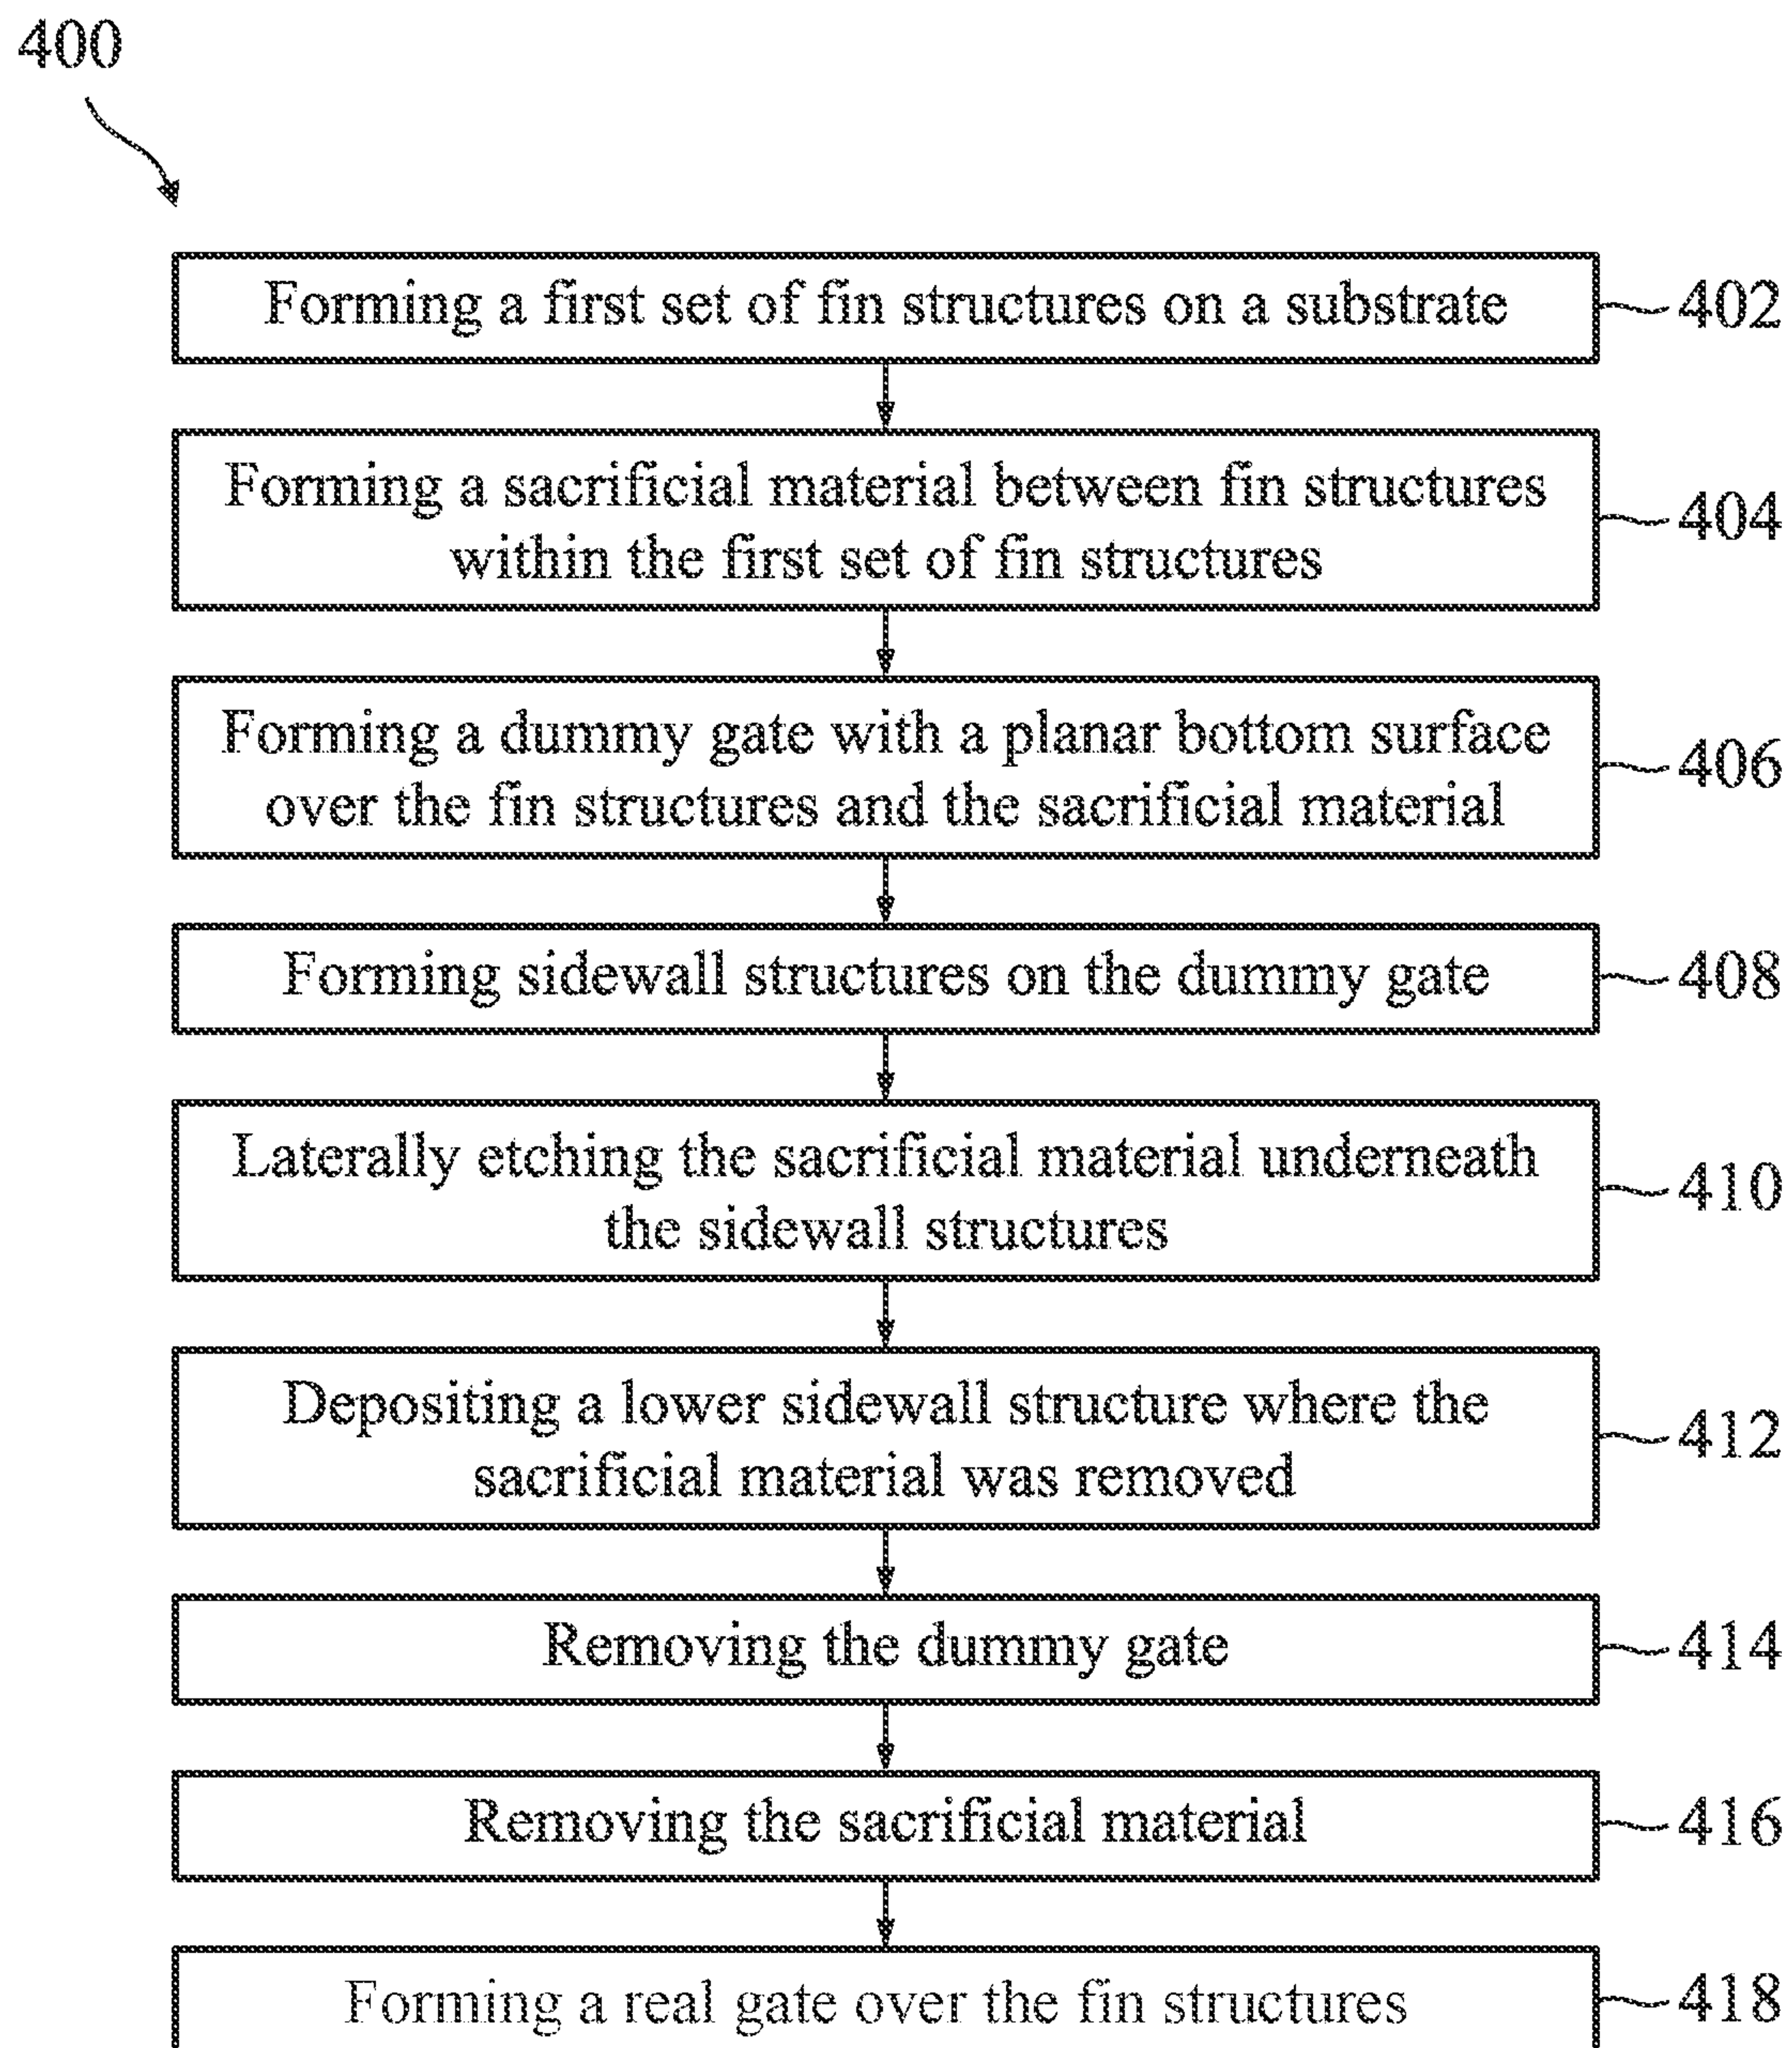 400
Forming a first set of fin structures on a substrate
402
Forming a sacrificial material between fin structures
within the first set of fin structures
404
Forming a dummy gate with a planar bottom surface
over the fin structures and the sacrificial material
406
Forming sidewall structures on the dummy gate
408
Laterally etching the sacrificial material underneath
the sidewall structures
410
Depositing a lower sidewall structure where the
sacrificial material was removed
412
Removing the dummy gate
414
Removing the sacrificial material
416
Forming a real gate over the fin structures
418